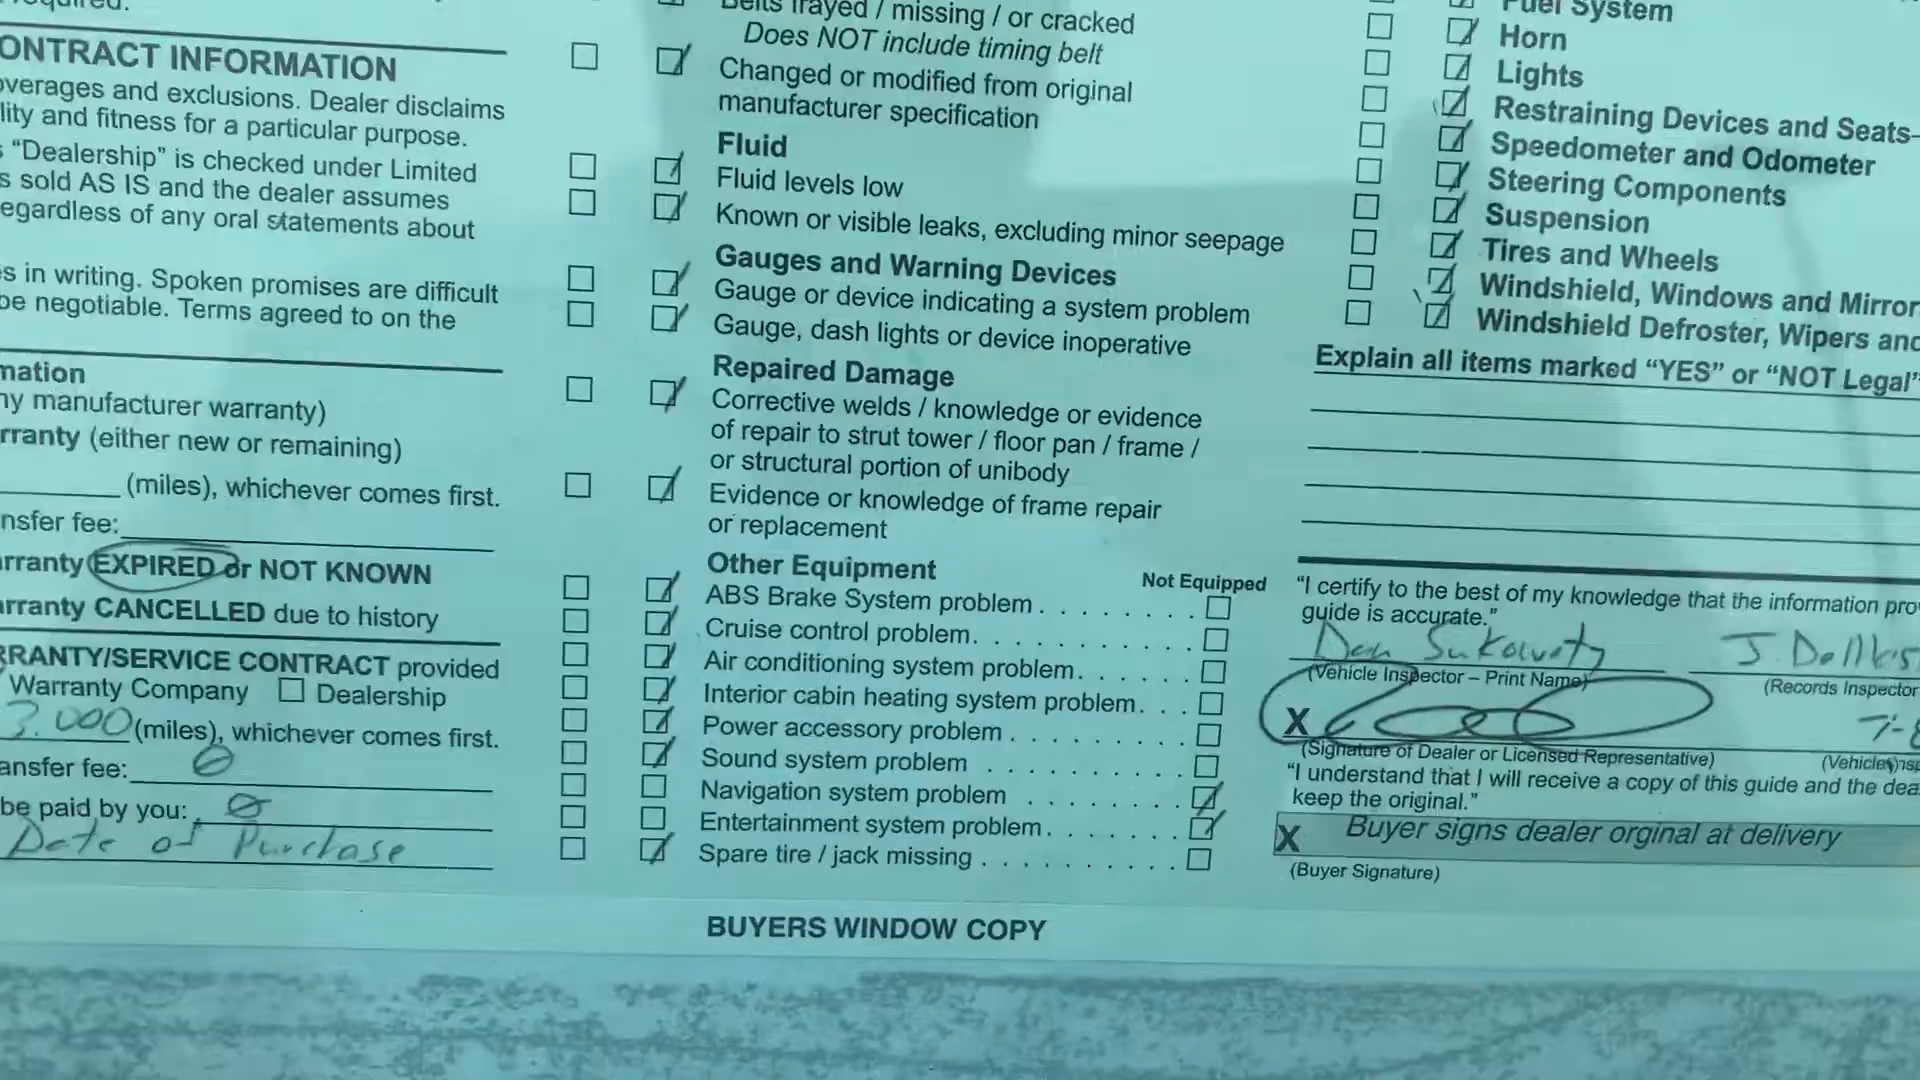 ONTRACT INFORMATION
overages and exclusions. Dealer disclaims
lity and fitness for a particular purpose.
"Dealership" is checked under Limited
s sold AS IS and the dealer assumes
egardless of any oral statements about
s in writing. Spoken promises are difficult
be negotiable. Terms agreed to on the
mation
ny manufacturer warranty)
rranty (either new or remaining)
(miles), whichever comes first.
nsfer fee:
arranty EXPIRED or NOT KNOWN
arranty CANCELLED due to history
RRANTY/SERVICE CONTRACT provided
Warranty Company Dealership
3.000 (miles), whichever comes first.
ansfer fee: 0
be paid by you: 0
Date of Purchase
Belts frayed / missing / or cracked
Does NOT include timing belt
Changed or modified from original
manufacturer specification
Fluid
Fluid levels low
Known or visible leaks, excluding minor seepage
Gauges and Warning Devices
Gauge or device indicating a system problem
Gauge, dash lights or device inoperative
Repaired Damage
Corrective welds / knowledge or evidence
of repair to strut tower / floor pan / frame /
or structural portion of unibody
Evidence or knowledge of frame repair
or replacement
Other Equipment Not Equipped
ABS Brake System problem
Cruise control problem
Air conditioning system problem
Interior cabin heating system problem
Power accessory problem
Sound system problem
Navigation system problem
Entertainment system problem
Spare tire / jack missing
BUYERS WINDOW COPY
Fuel System
Horn
Lights
Restraining Devices and Seats-
Speedometer and Odometer
Steering Components
Suspension
Tires and Wheels
Windshield, Windows and Mirror
Windshield Defroster, Wipers and
Explain all items marked "YES" or "NOT Legal"
"I certify to the best of my knowledge that the information pro
guide is accurate."
Dan
(Vehicle Inspector – Print Name)
(Records Inspector
X
(Signature of Dealer or Licensed Representative)
"I understand that I will receive a copy of this guide and the dea
keep the original."
X Buyer signs dealer orginal at delivery
(Buyer Signature)